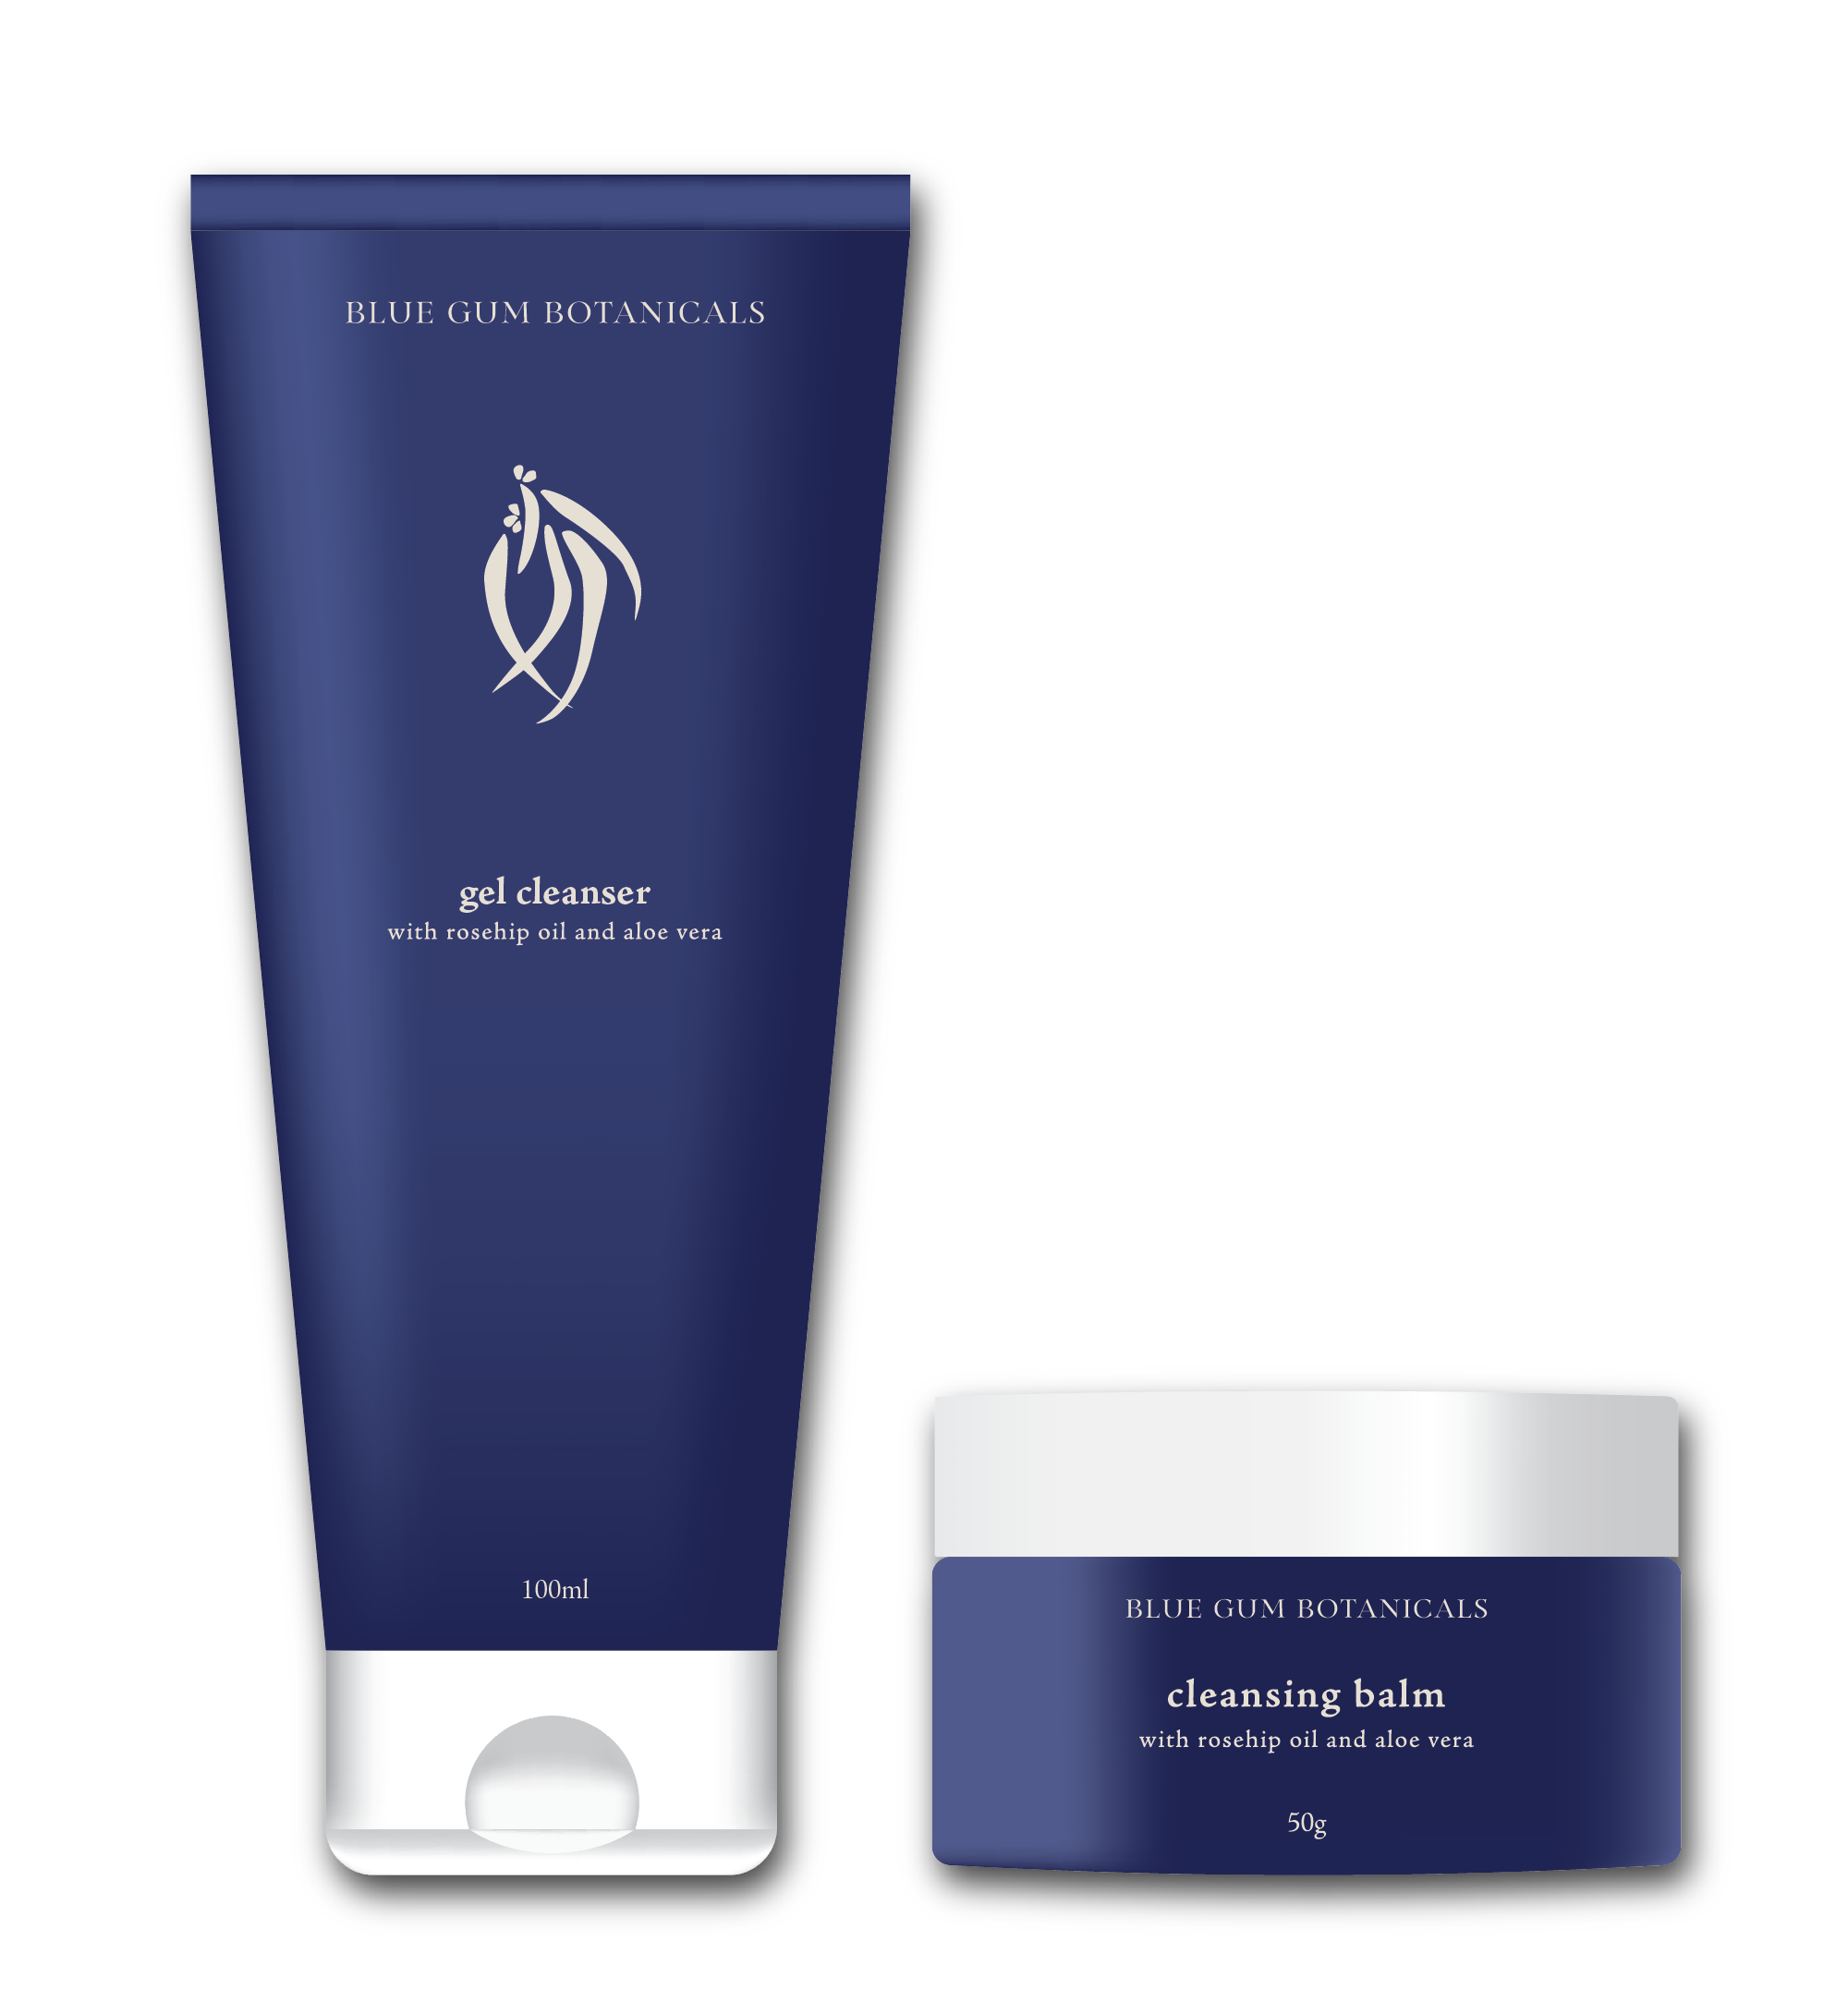 BLUE GUM BOTANICALS
gel cleanser
with rosehip oil and aloe vera
100ml
BLUE GUM BOTANICALS
cleansing balm
with rosehip oil and aloe vera
50g